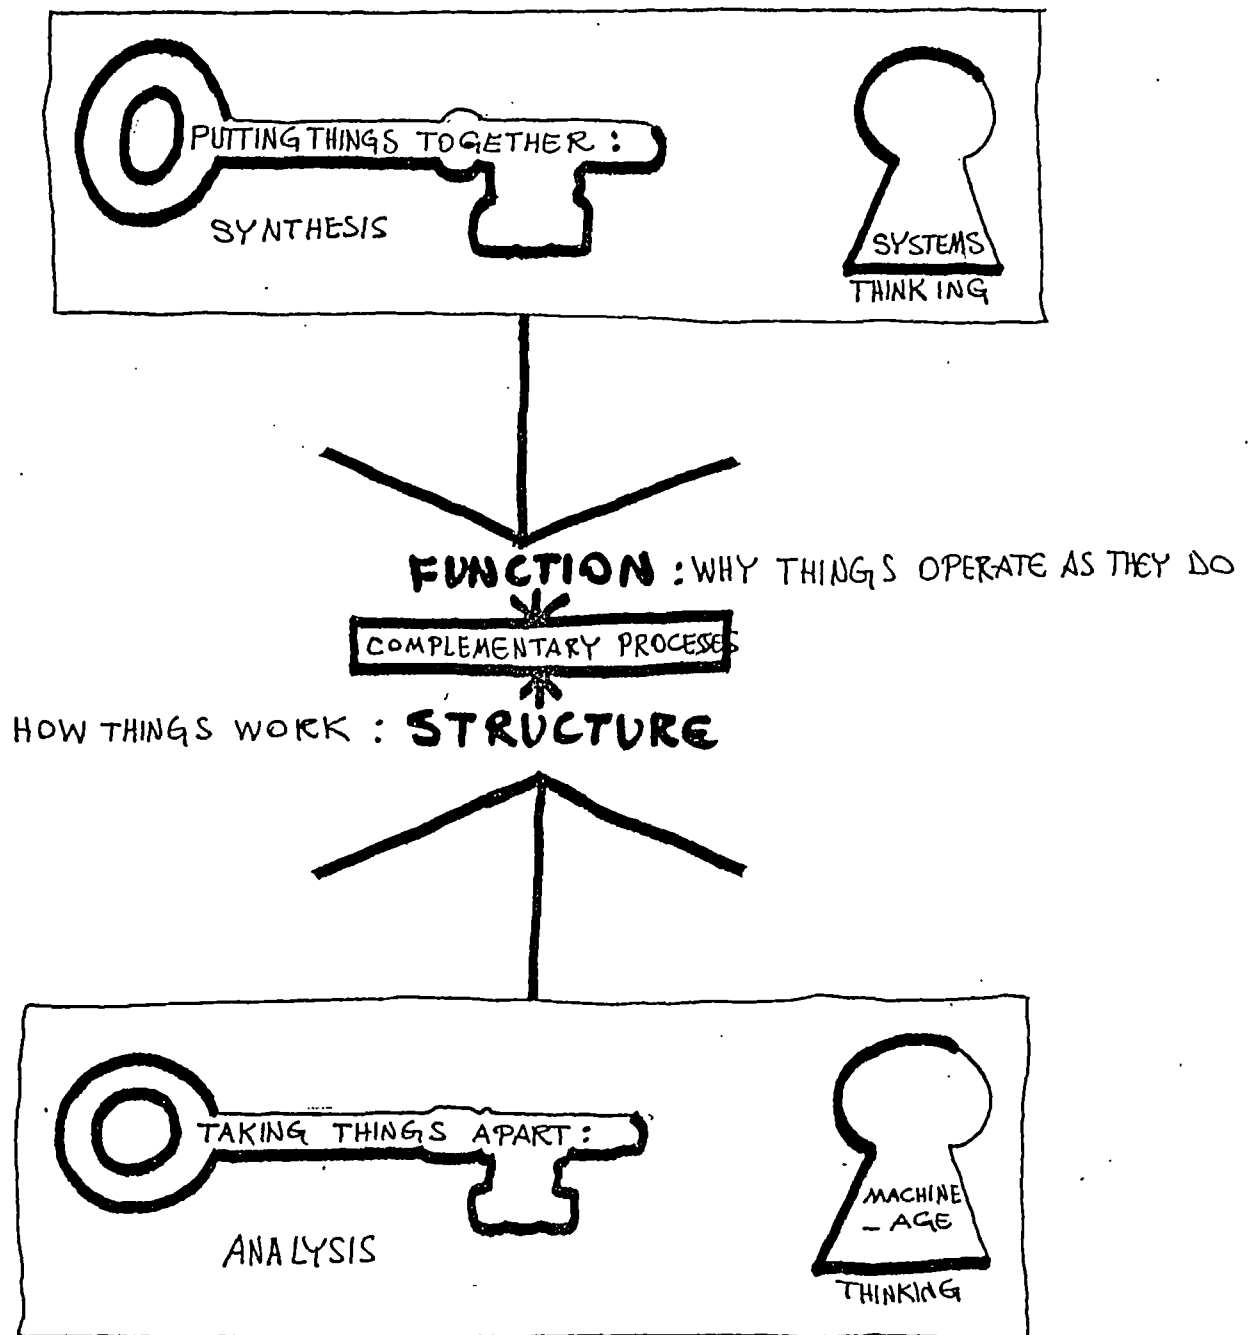 PUTTING THINGS TOGETHER :
SYNTHESIS
SYSTEMS
THINKING
FUNCTION : WHY THINGS OPERATE AS THEY DO
COMPLEMENTARY PROCESSES
HOW THINGS WORK : STRUCTURE
TAKING THINGS APART :
ANALYSIS
MACHINE
- AGE
THINKING